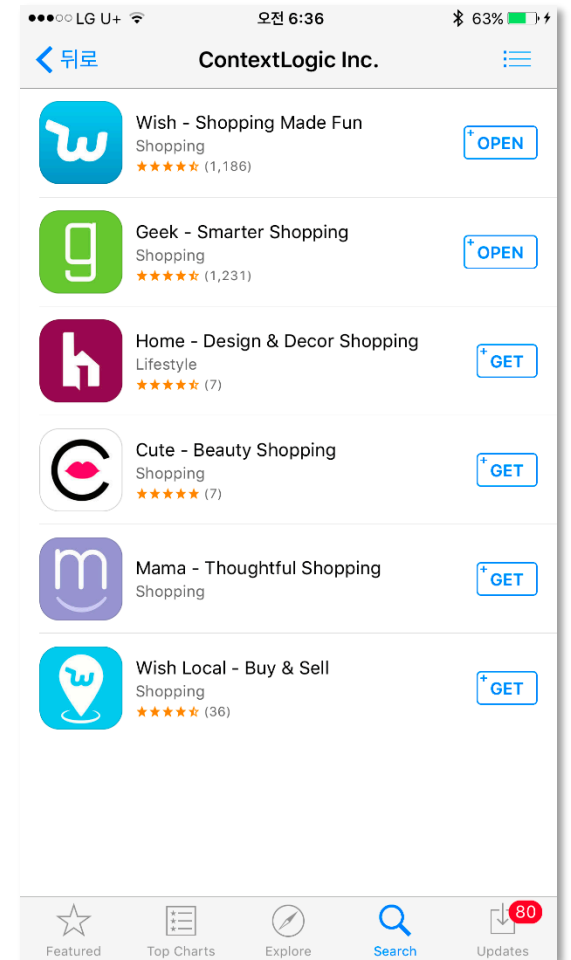 LG U+ 오전 6:36 63%
뒤로 ContextLogic Inc.
Wish - Shopping Made Fun
Shopping
(1,186)
OPEN
Geek - Smarter Shopping
Shopping
(1,231)
OPEN
Home - Design & Decor Shopping
Lifestyle
(7)
GET
Cute - Beauty Shopping
Shopping
(7)
GET
Mama - Thoughtful Shopping
Shopping
GET
Wish Local - Buy & Sell
Shopping
(36)
GET
80
Featured Top Charts Explore Search Updates